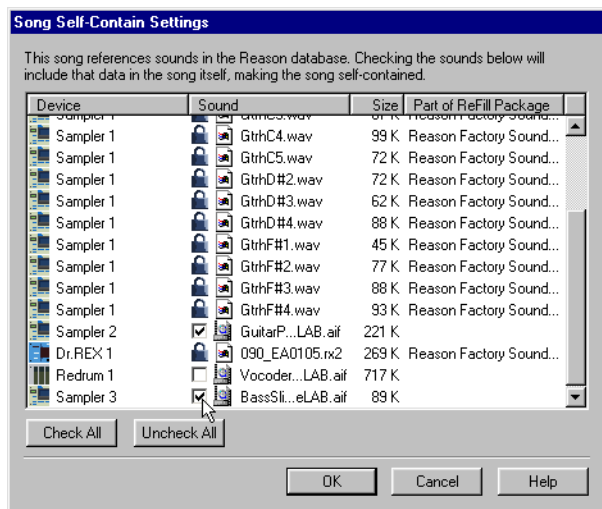 Song Self-Contain Settings
This song references sounds in the Reason database. Checking the sounds below will
include that data in the song itself, making the song self-contained.
Device Sound Size Part of ReFill Package
Sampler 1 GtrhC4.wav 99 K Reason Factory Sound...
Sampler 1 GtrhC5.wav 72 K Reason Factory Sound...
Sampler 1 GtrhD#2.wav 72 K Reason Factory Sound...
Sampler 1 GtrhD#3.wav 62 K Reason Factory Sound...
Sampler 1 GtrhD#4.wav 88 K Reason Factory Sound...
Sampler 1 GtrhF#1.wav 45 K Reason Factory Sound...
Sampler 1 GtrhF#2.wav 77 K Reason Factory Sound...
Sampler 1 GtrhF#3.wav 88 K Reason Factory Sound...
Sampler 1 GtrhF#4.wav 93 K Reason Factory Sound...
Sampler 2 GuitarP...LAB.aif 221 K
Dr.REX 1 090_EA0105.rx2 269 K Reason Factory Sound...
Redrum 1 Vocoder...LAB.aif 717 K
Sampler 3 BassSli...eLAB.aif 89 K
Check All Uncheck All
OK Cancel Help